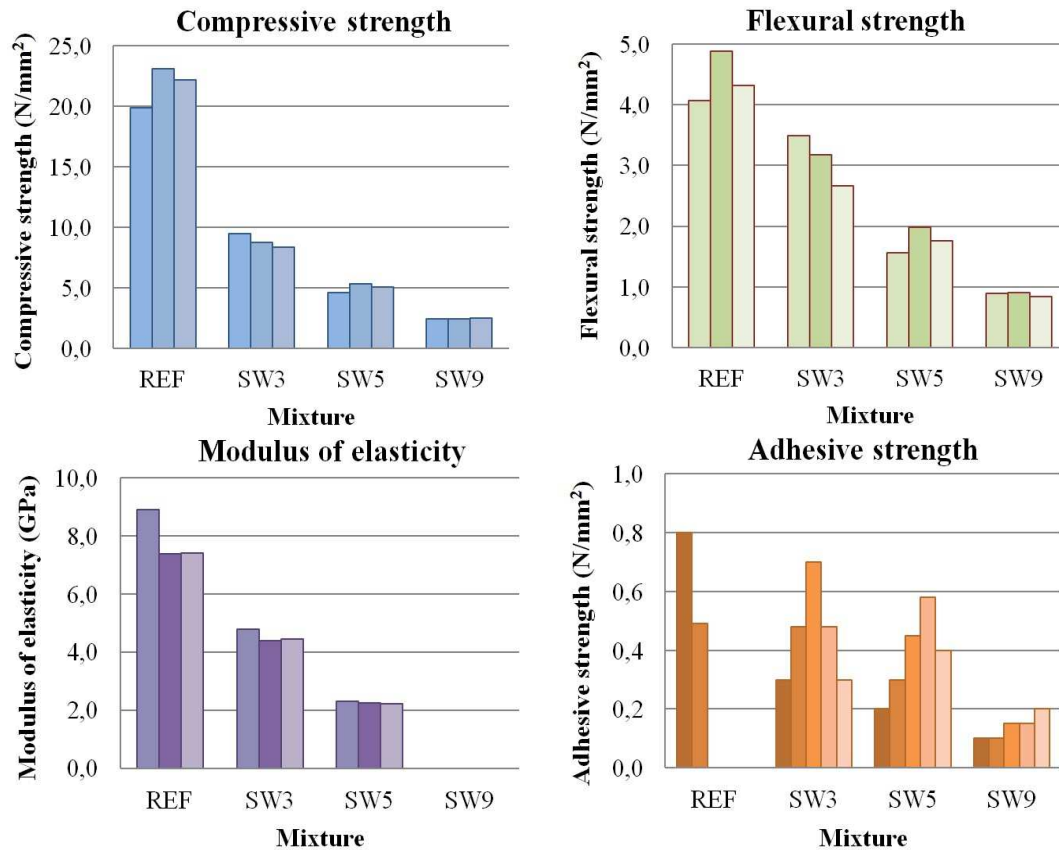 Compressive strength
Compressive strength (N/mm²)
25,0
20,0
15,0
10,0
5,0
0,0
REF SW3 SW5 SW9
Mixture
Flexural strength
Flexural strength (N/mm²)
5,0
4,0
3,0
2,0
1,0
0,0
REF SW3 SW5 SW9
Mixture
Modulus of elasticity
Modulus of elasticity (GPa)
10,0
8,0
6,0
4,0
2,0
0,0
REF SW3 SW5 SW9
Mixture
Adhesive strength
Adhesive strength (N/mm²)
1,0
0,8
0,6
0,4
0,2
0,0
REF SW3 SW5 SW9
Mixture